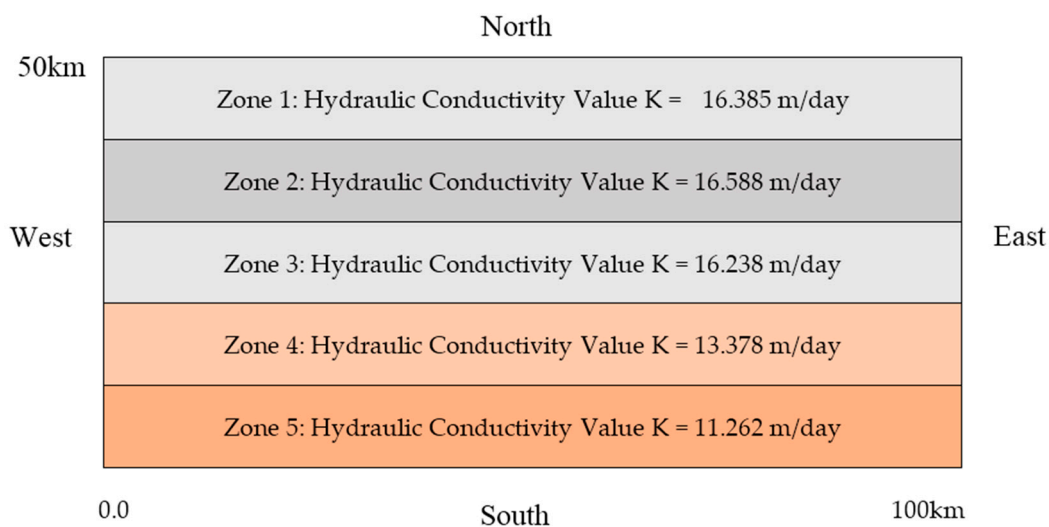 North
50km
Zone 1: Hydraulic Conductivity Value K = 16.385 m/day
Zone 2: Hydraulic Conductivity Value K = 16.588 m/day
West
East
Zone 3: Hydraulic Conductivity Value K = 16.238 m/day
Zone 4: Hydraulic Conductivity Value K = 13.378 m/day
Zone 5: Hydraulic Conductivity Value K = 11.262 m/day
0.0
South
100km